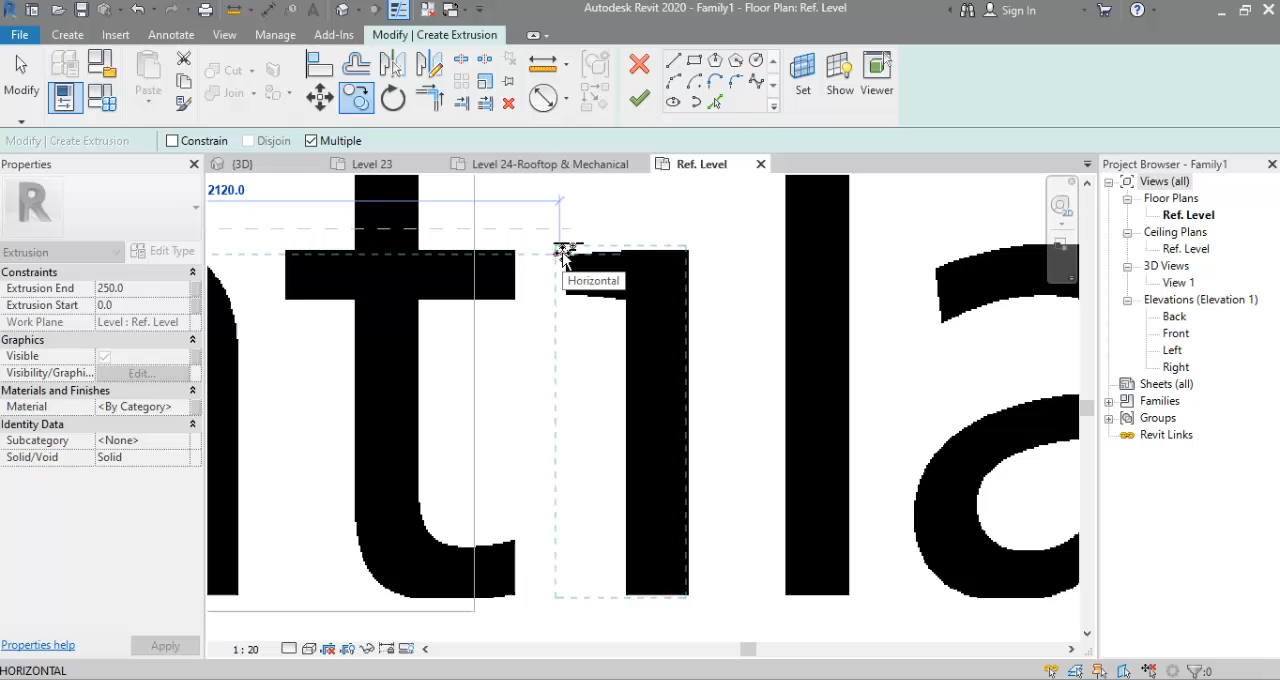 Autodesk Revit 2020 - Family1 - Floor Plan: Ref. Level
Sign In
File Create Insert Annotate View Manage Add-Ins Modify | Create Extrusion
Modify
Paste
Cut
Join
Set Show Viewer
Modify | Create Extrusion
Constrain Disjoin Multiple
Properties
{3D}
Level 23
Level 24-Rooftop & Mechanical
Ref. Level
Project Browser - Family1
R
Extrusion
Edit Type
Constraints
Extrusion End 250.0
Extrusion Start 0.0
Work Plane Level : Ref. Level
Graphics
Visible
Visibility/Graphi... Edit...
Materials and Finishes
Material <By Category>
Identity Data
Subcategory <None>
Solid/Void Solid
Properties help
Apply
2120.0
Horizontal
tila
2D
Views (all)
Floor Plans
Ref. Level
Ceiling Plans
Ref. Level
3D Views
View 1
Elevations (Elevation 1)
Back
Front
Left
Right
Sheets (all)
Families
Groups
Revit Links
1 : 20
HORIZONTAL
:0